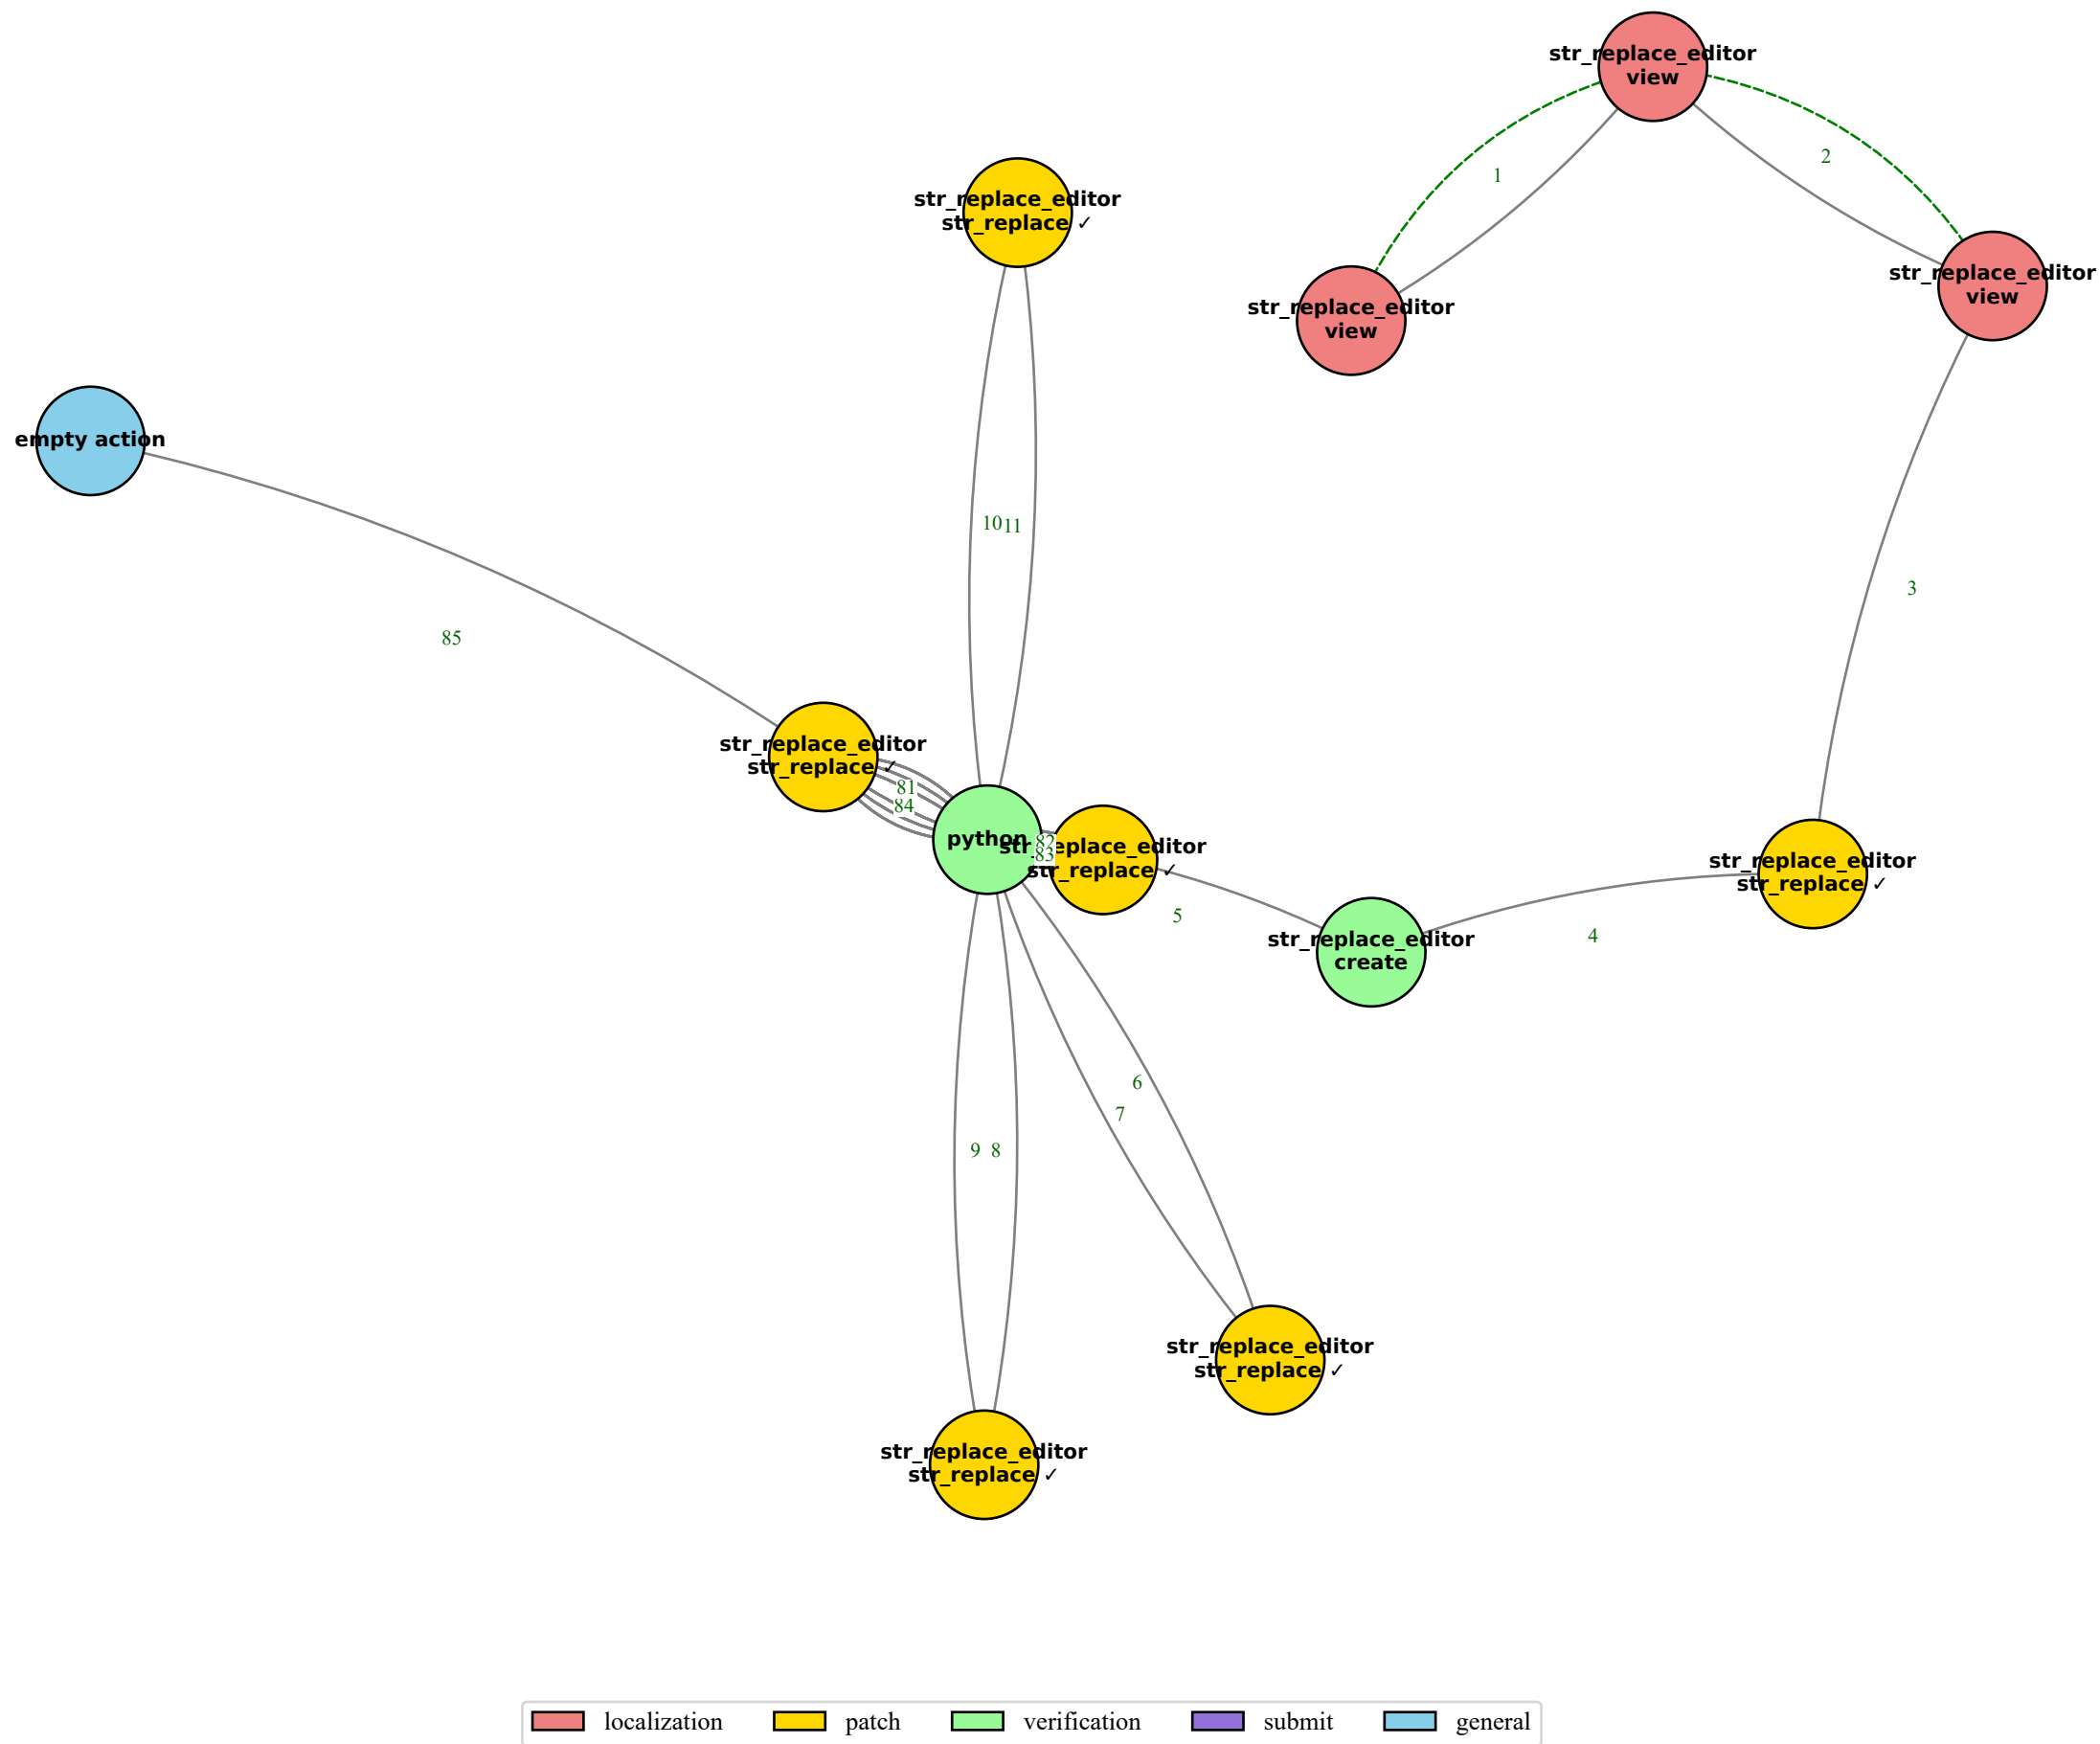 str_replace_editor
view
2
1
str_replace_editor
str_replace ✓
str_replace_editor
view
str_replace_editor
view
empty action
10
11
3
85
str_replace_editor
str_replace ✓
81
84
python
82
83
str_replace_editor
str_replace ✓
str_replace_editor
str_replace ✓
5
4
str_replace_editor
create
6
7
9
8
str_replace_editor
str_replace ✓
str_replace_editor
str_replace ✓
localization
patch
verification
submit
general